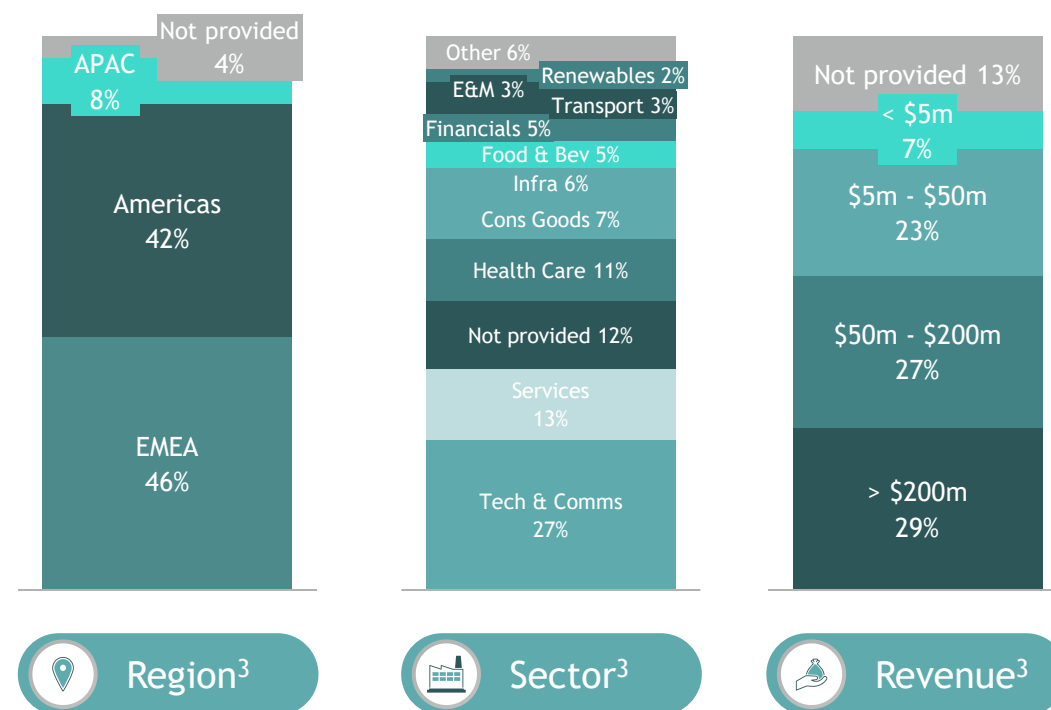 Not provided
4%
APAC
8%
Americas
42%
EMEA
46%
Region³
Other 6%
Renewables 2%
E&M 3%
Transport 3%
Financials 5%
Food & Bev 5%
Infra 6%
Cons Goods 7%
Health Care 11%
Not provided 12%
Services
13%
Tech & Comms
27%
Sector³
Not provided 13%
< $5m
7%
$5m - $50m
23%
$50m - $200m
27%
> $200m
29%
Revenue³